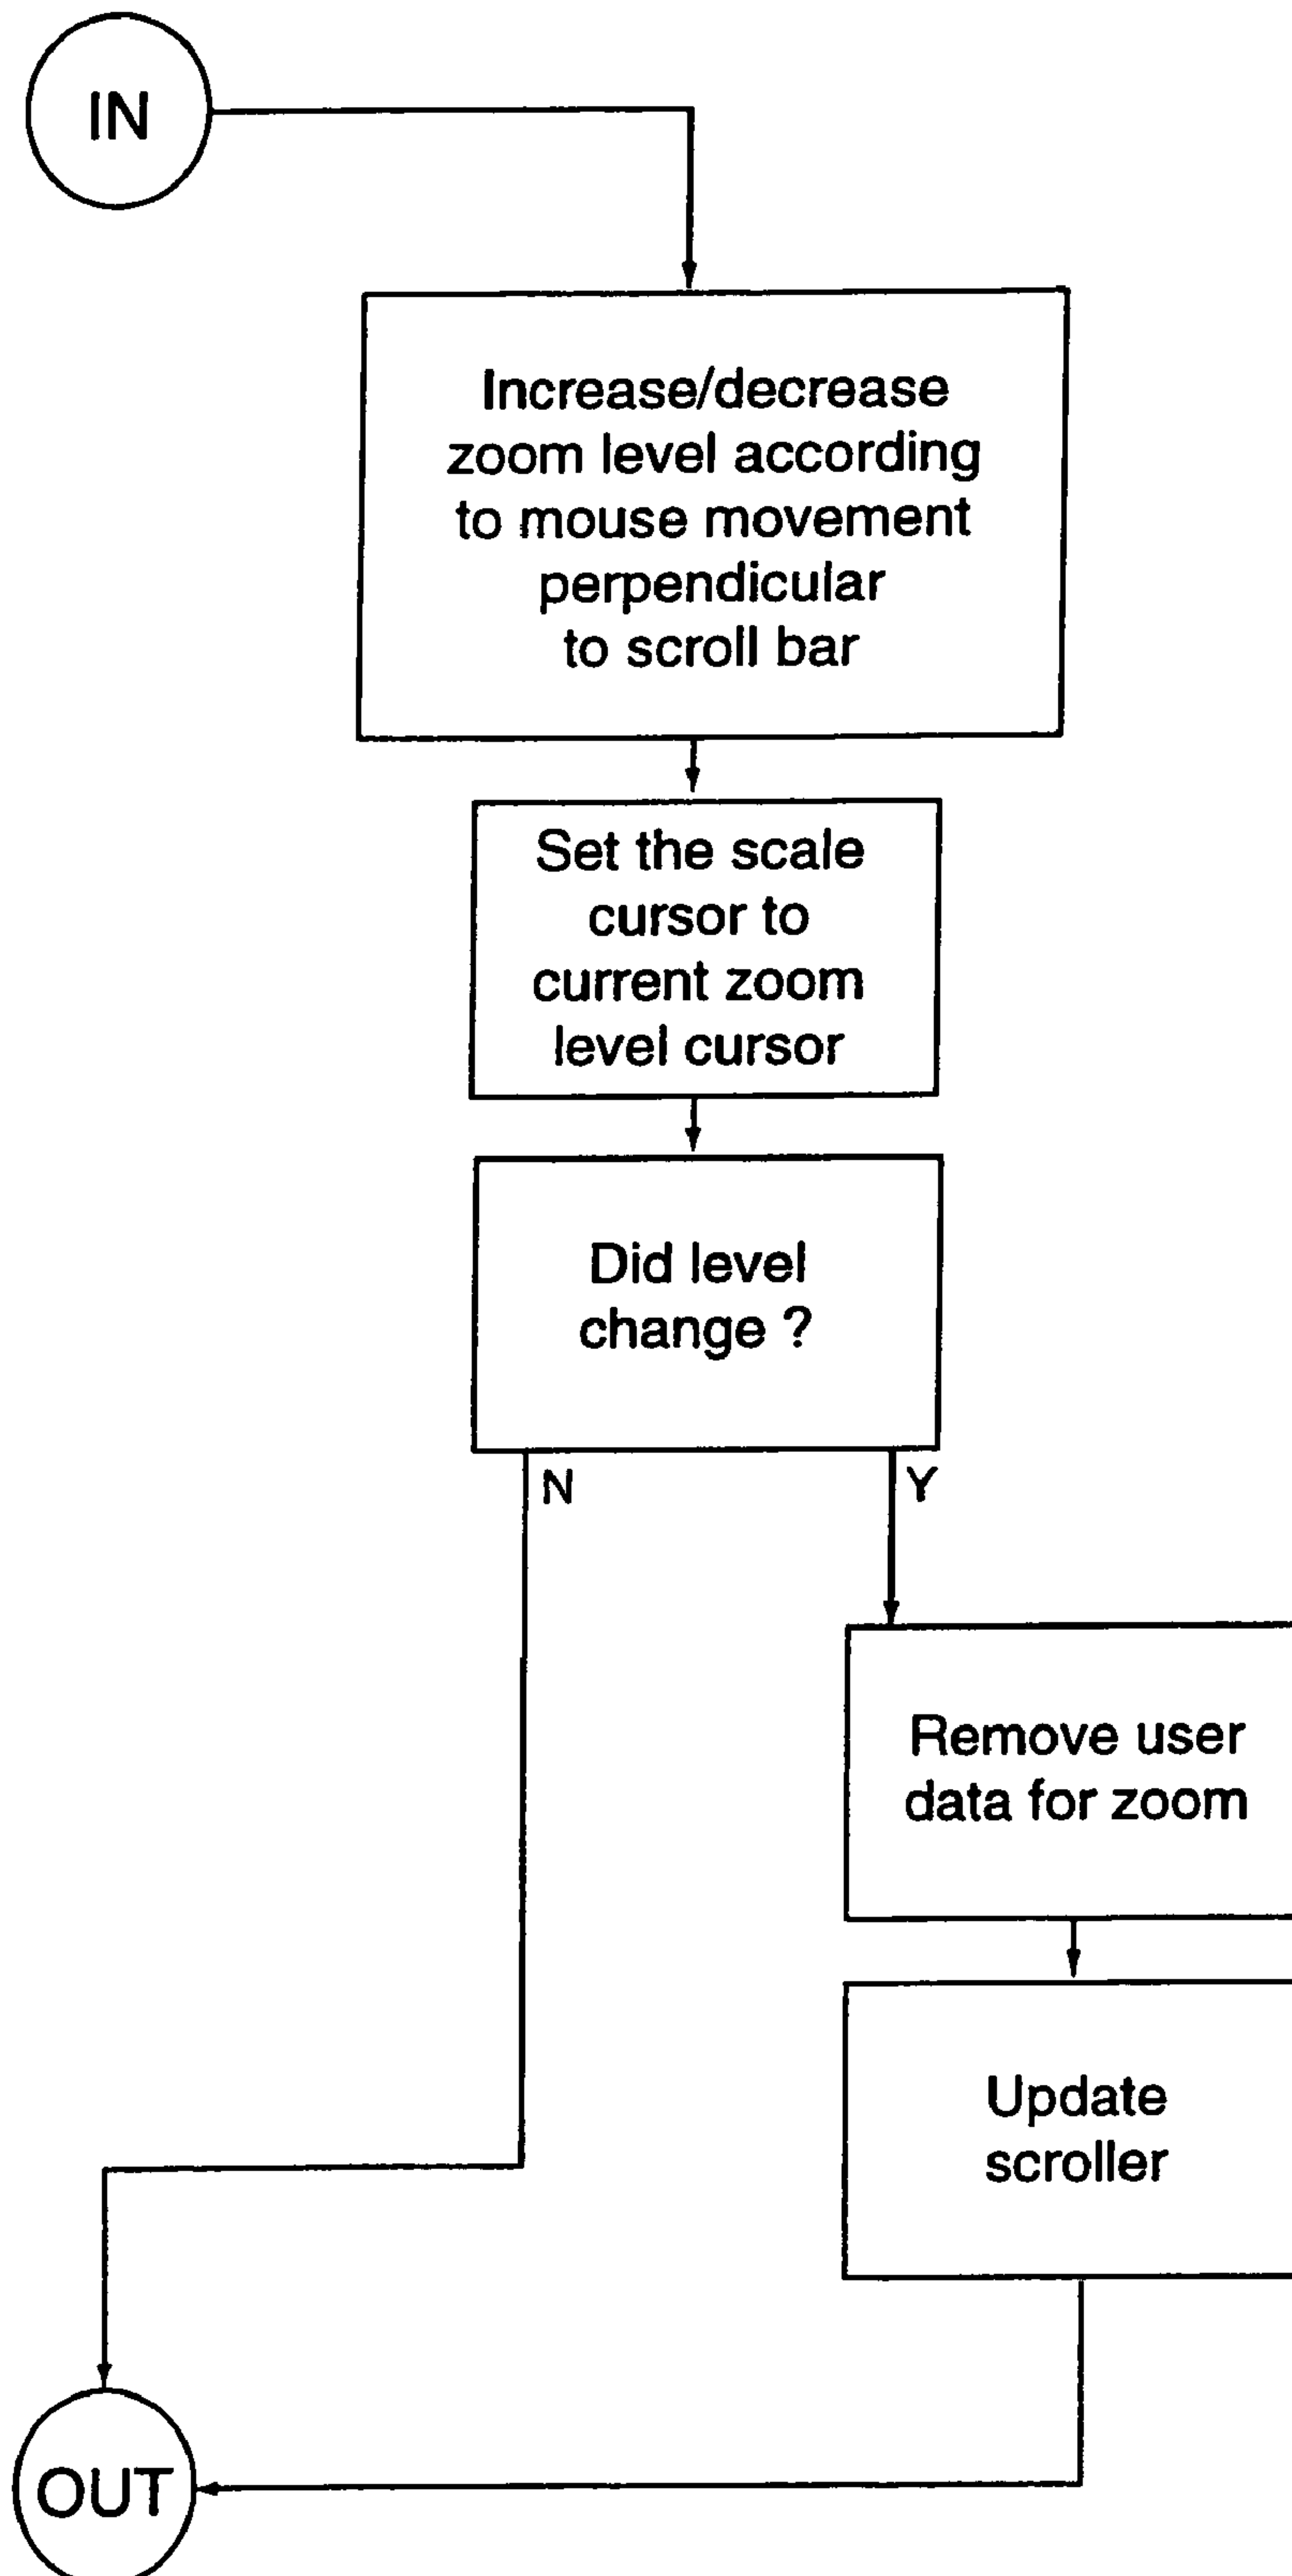 IN
Increase/decrease
zoom level according
to mouse movement
perpendicular
to scroll bar
Set the scale
cursor to
current zoom
level cursor
Did level
change ?
N
Y
Remove user
data for zoom
Update
scroller
OUT